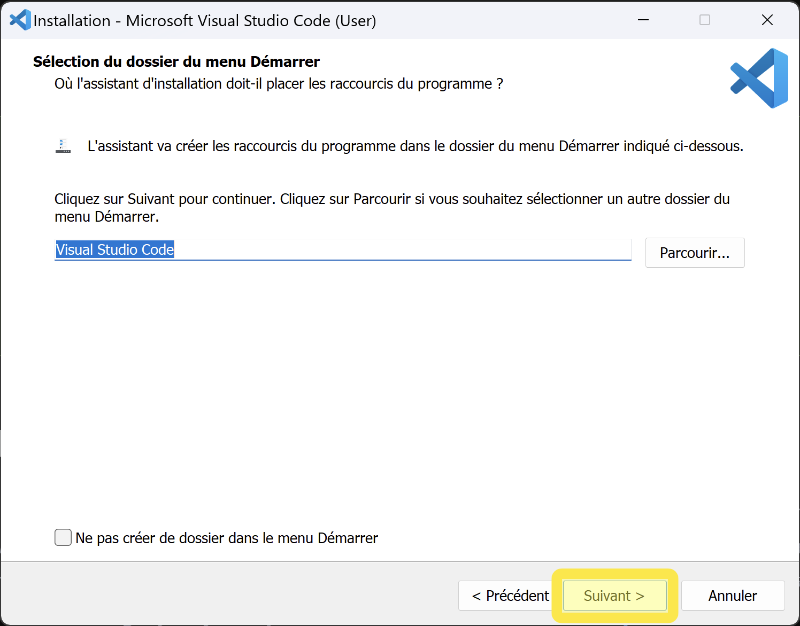 Installation - Microsoft Visual Studio Code (User)
Sélection du dossier du menu Démarrer
Où l'assistant d'installation doit-il placer les raccourcis du programme ?
L'assistant va créer les raccourcis du programme dans le dossier du menu Démarrer indiqué ci-dessous.
Cliquez sur Suivant pour continuer. Cliquez sur Parcourir si vous souhaitez sélectionner un autre dossier du
menu Démarrer.
Visual Studio Code
Parcourir...
Ne pas créer de dossier dans le menu Démarrer
< Précédent
Suivant >
Annuler